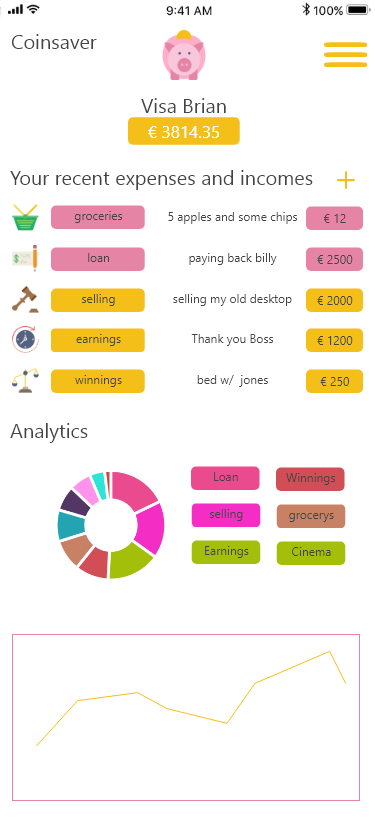 9:41 AM 100%
Coinsaver
Visa Brian
€ 3814.35
Your recent expenses and incomes
groceries 5 apples and some chips € 12
loan paying back billy € 2500
selling selling my old desktop € 2000
earnings Thank you Boss € 1200
winnings bed w/ jones € 250
Analytics
Loan Winnings
selling grocerys
Earnings Cinema